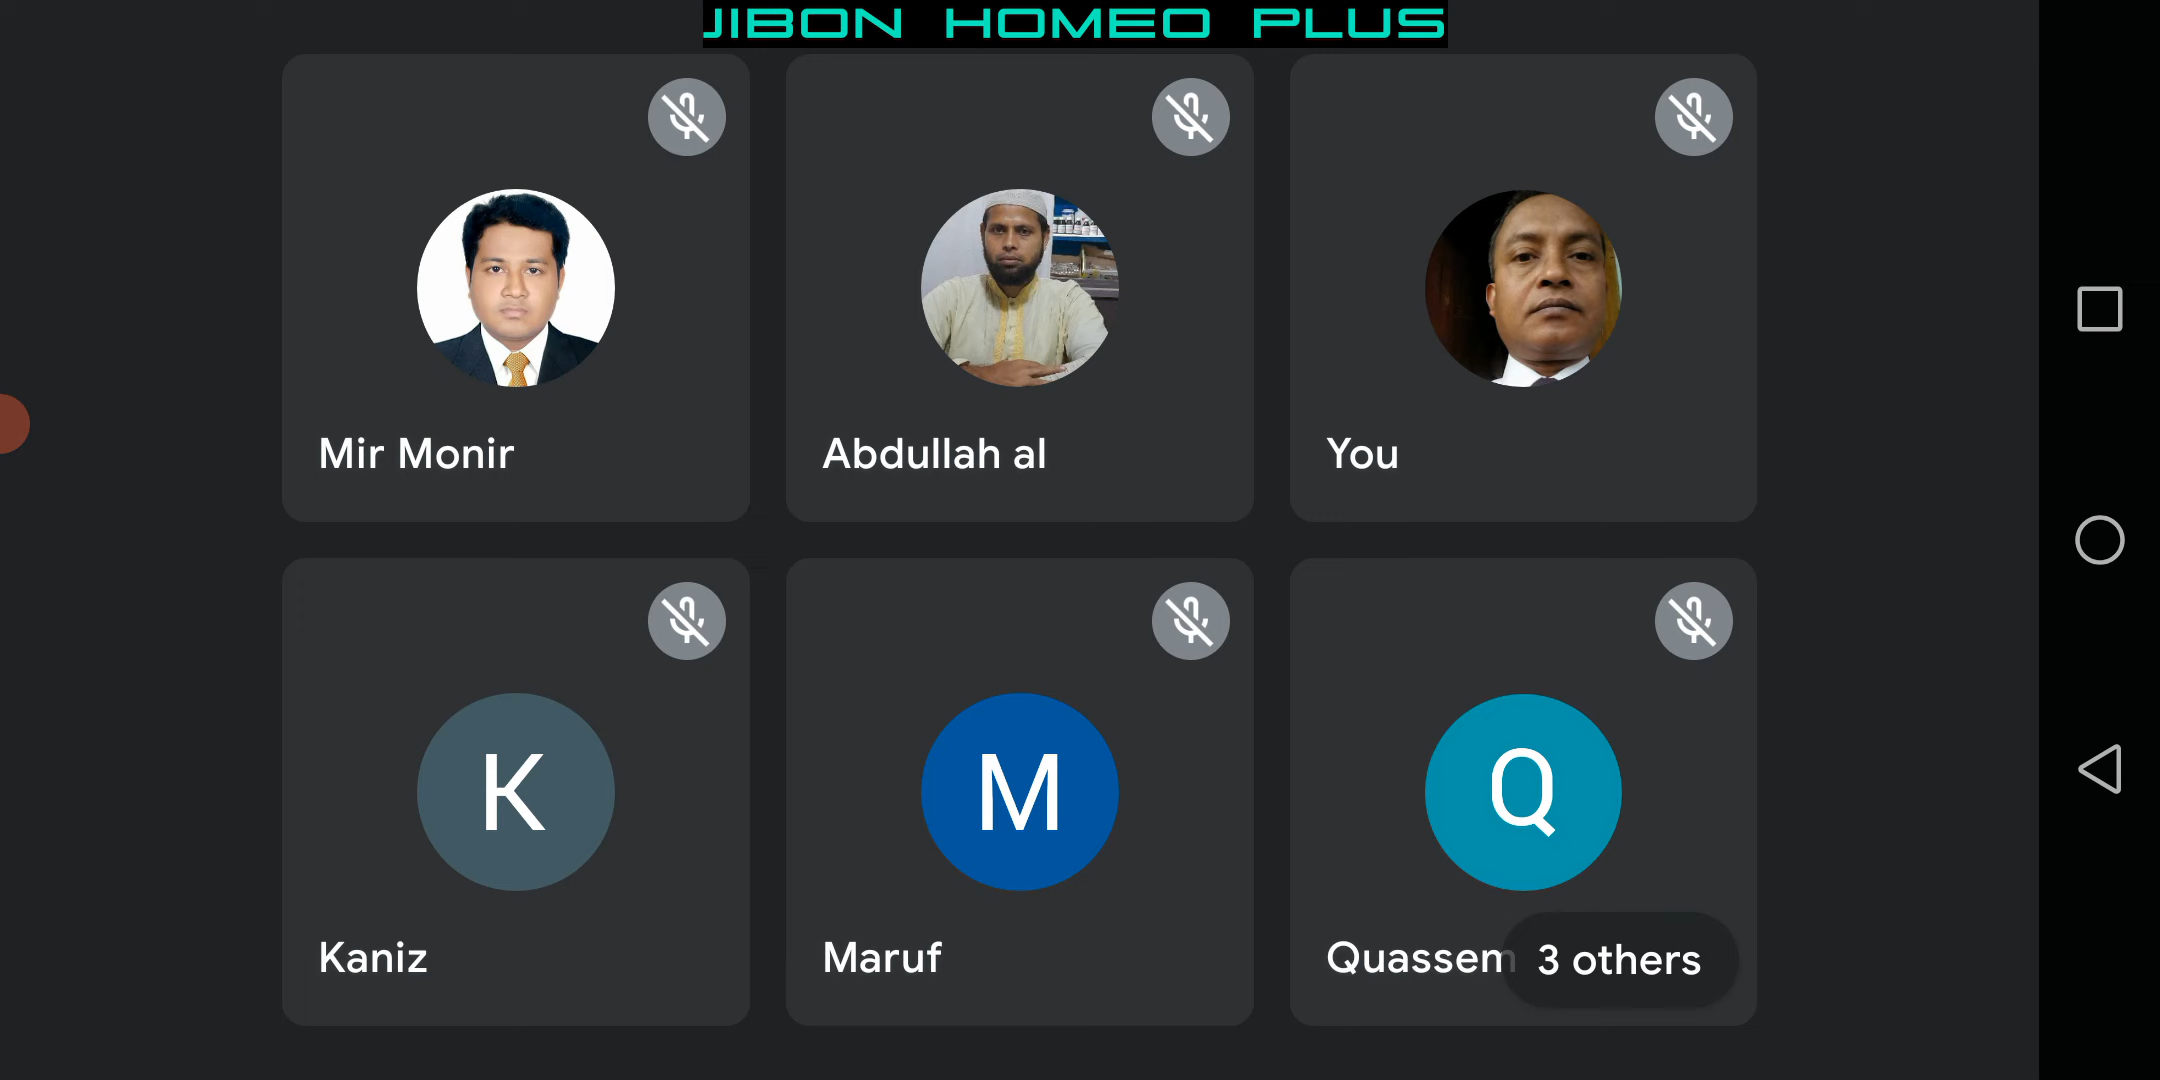 JIBON HOMEO PLUS
Mir Monir
Abdullah al
You
K
M
Q
Kaniz
Maruf
Quassem
3 others